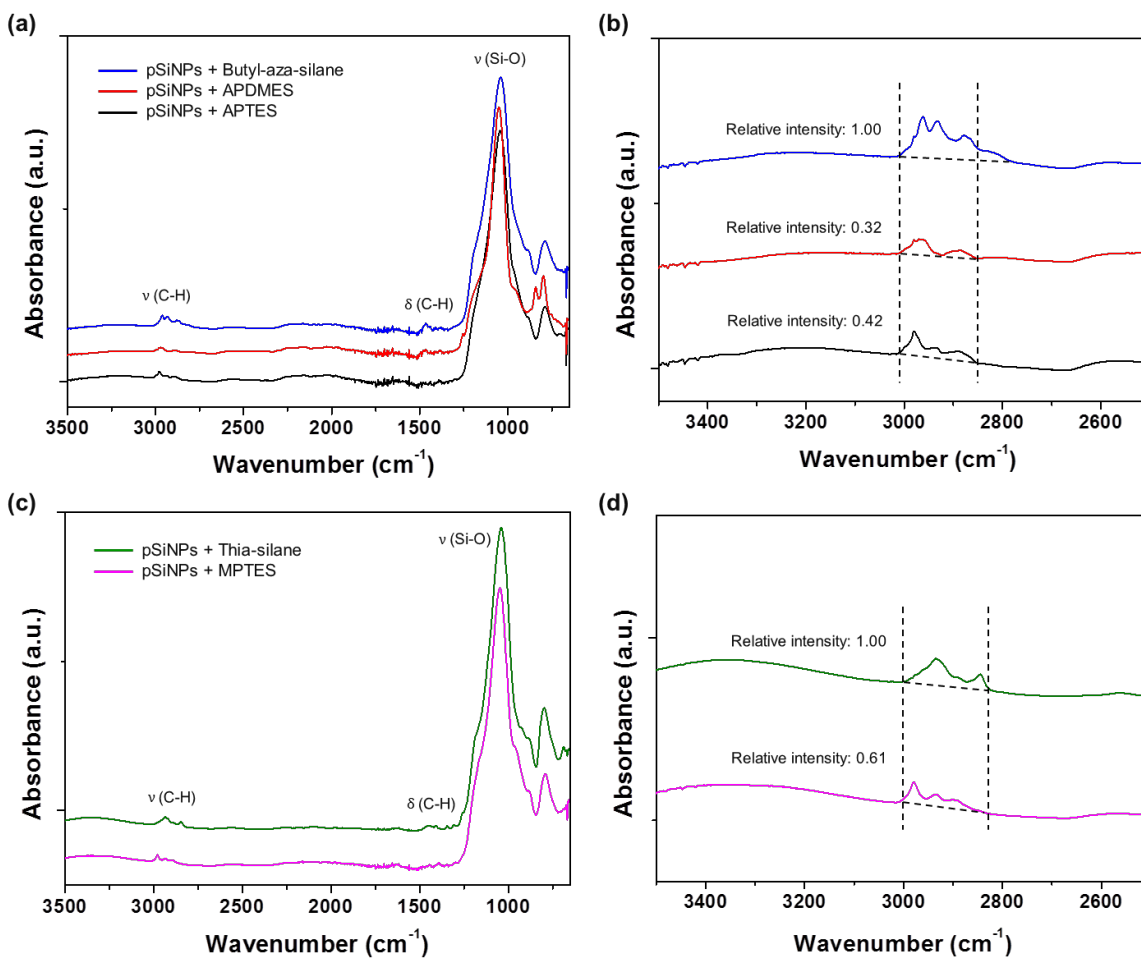 (a)
ν (Si-O)
pSiNPs + Butyl-aza-silane
pSiNPs + APDMES
pSiNPs + APTES
ν (C-H)
δ (C-H)
Absorbance (a.u.)
3500 3000 2500 2000 1500 1000
Wavenumber (cm⁻¹)
(b)
Relative intensity: 1.00
Relative intensity: 0.32
Relative intensity: 0.42
Absorbance (a.u.)
3400 3200 3000 2800 2600
Wavenumber (cm⁻¹)
(c)
ν (Si-O)
pSiNPs + Thia-silane
pSiNPs + MPTES
ν (C-H)
δ (C-H)
Absorbance (a.u.)
3500 3000 2500 2000 1500 1000
Wavenumber (cm⁻¹)
(d)
Relative intensity: 1.00
Relative intensity: 0.61
Absorbance (a.u.)
3400 3200 3000 2800 2600
Wavenumber (cm⁻¹)